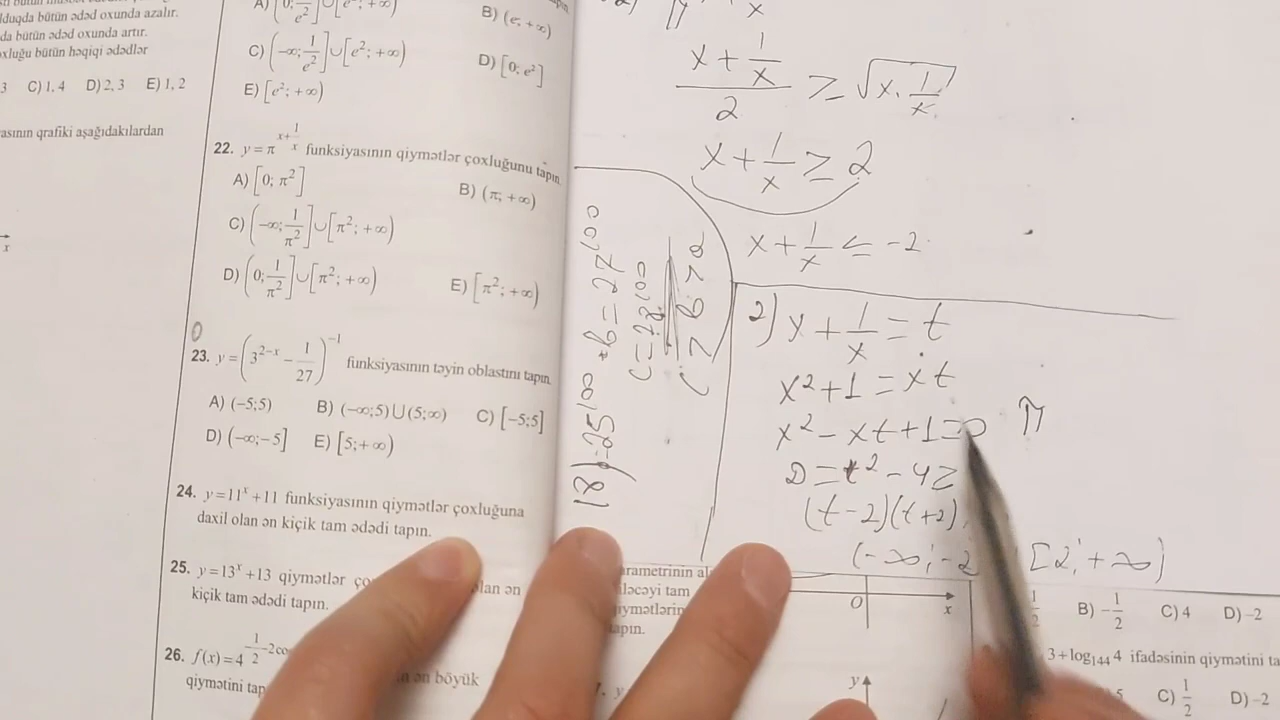 duqda bütün ədəd oxunda azalır.
da bütün ədəd oxunda artır.
oxluğu bütün həqiqi ədədlər
3 C) 1, 4 D) 2, 3 E) 1, 2
asının qrafiki aşağıdakılardan
x
B) (e; +∞)
C) (-∞; 1/e²] ∪ [e²; +∞)
D) [0; e²]
E) [e²; +∞)
22. y = π^(x+1/x) funksiyasının qiymətlər çoxluğunu tapın.
A) [0; π²]
B) (π; +∞)
C) (-∞; 1/π²] ∪ [π²; +∞)
D) (0; 1/π²] ∪ [π²; +∞)
E) [π²; +∞)
23. y = (3^(2-x) - 1/27)^(-1) funksiyasının təyin oblastını tapın.
A) (-5;5) B) (-∞;5)∪(5;∞) C) [-5;5]
D) (-∞;-5] E) [5;+∞)
24. y=11^x+11 funksiyasının qiymətlər çoxluğuna
daxil olan ən kiçik tam ədədi tapın.
25. y=13^x+13 qiymətlər
kiçik tam ədədi tapın.
26. f(x)=4
qiymətini
ən böyük
(x + 1/x)/2 ≥ √(x · 1/x)
x + 1/x ≥ 2
x + 1/x ≤ -2
2) x + 1/x = t
x² + 1 = xt
x² - xt + 1 = 0 π
D = t² - 4 ≥
(t-2)(t+2)
(-∞; -2 [2; +∞)
O x
y
tapın.
1/2 B) -1/2 C) 4 D) -2
3+log₁₄₄ 4 ifadəsinin qiymətini
C) 1/2 D) -2